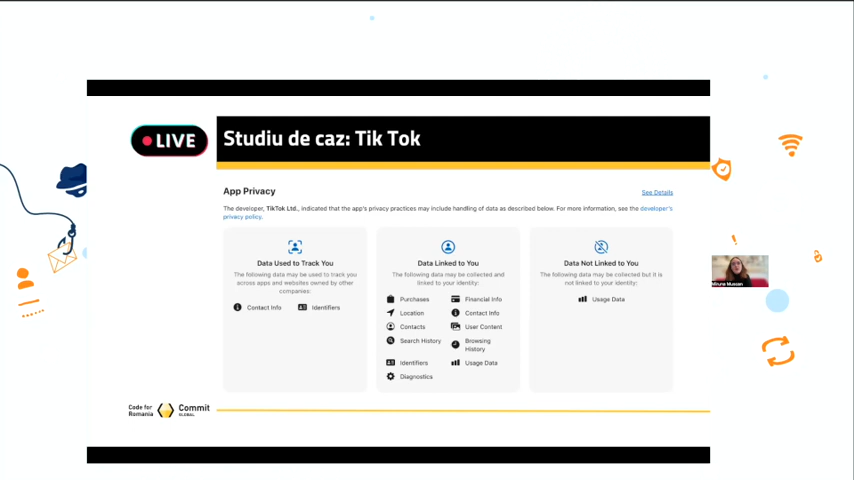 LIVE
Studiu de caz: Tik Tok
App Privacy
See Details
The developer, TikTok Ltd., indicated that the app's privacy practices may include handling of data as described below. For more information, see the developer's
privacy policy.
Data Used to Track You
The following data may be used to track you
across apps and websites owned by other
companies:
Contact Info
Identifiers
Data Linked to You
The following data may be collected and
linked to your identity:
Purchases
Financial Info
Location
Contact Info
Contacts
User Content
Search History
Browsing
History
Identifiers
Usage Data
Diagnostics
Data Not Linked to You
The following data may be collected but it is
not linked to your identity:
Usage Data
Code for
Romania
Commit
GLOBAL